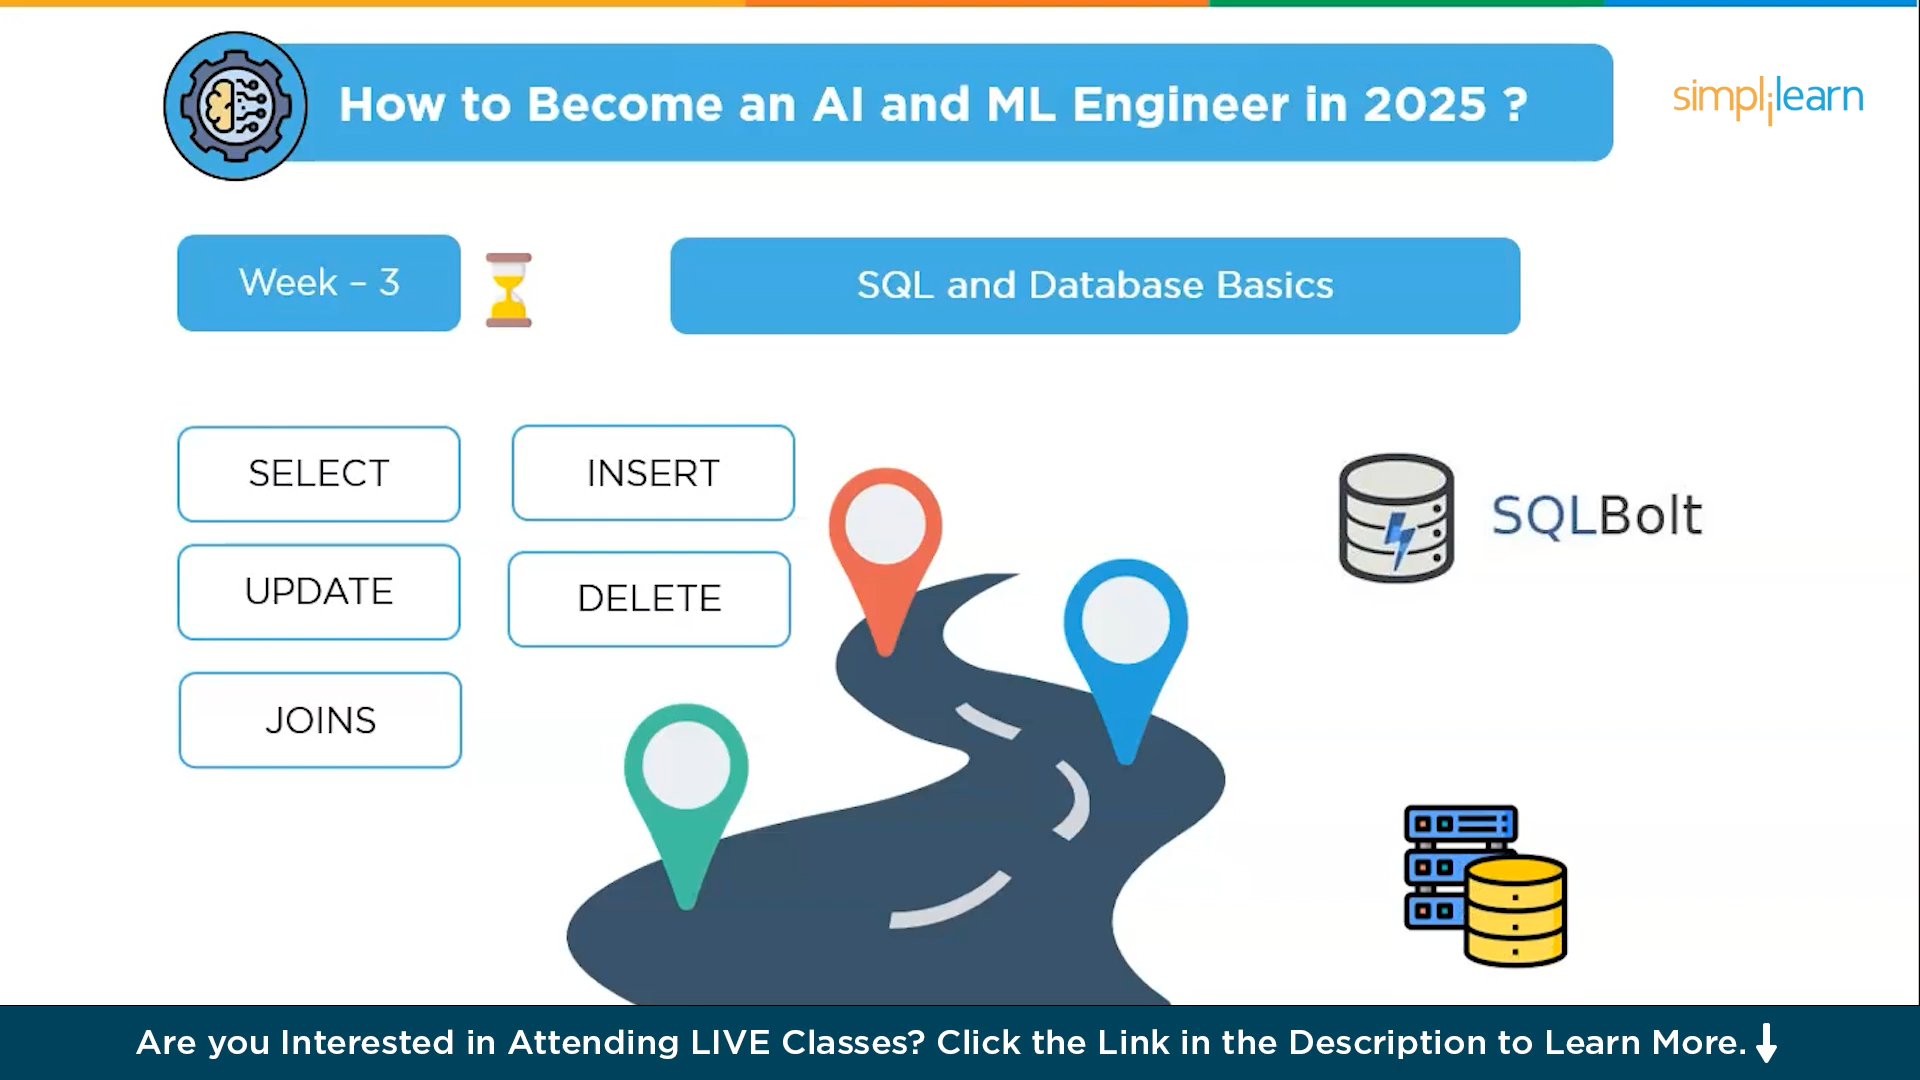 How to Become an AI and ML Engineer in 2025 ?
simplilearn
Week – 3
SQL and Database Basics
SELECT
INSERT
UPDATE
DELETE
JOINS
SQLBolt
Are you Interested in Attending LIVE Classes? Click the Link in the Description to Learn More.